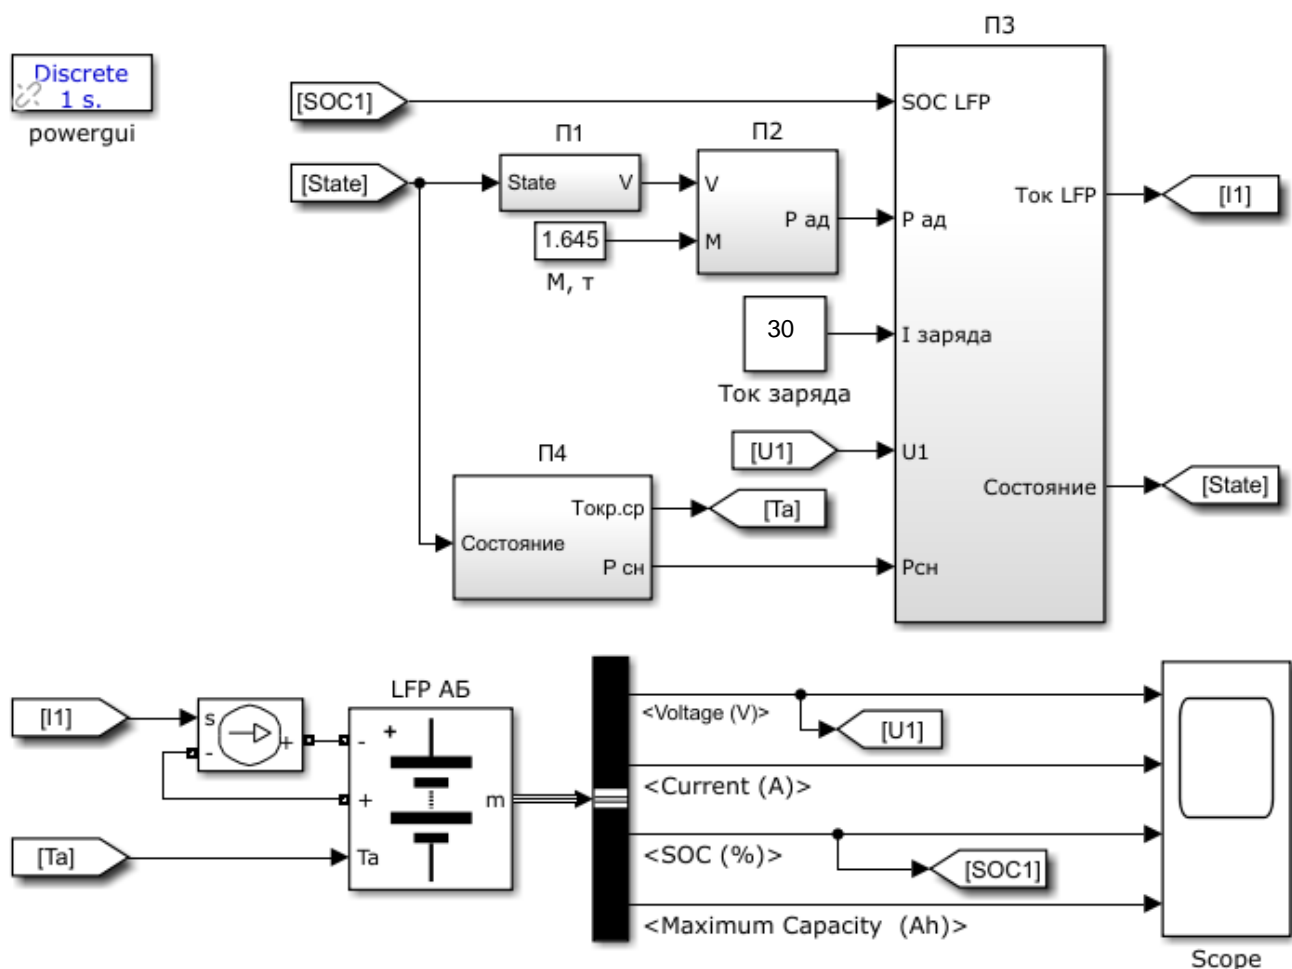 П3
Discrete
1 s.
powergui
[SOC1]
SOC LFP
П1
П2
[State]
State
V
V
Ток LFP
[I1]
1.645
M
P ад
P ад
М, т
30
I заряда
Ток заряда
[U1]
U1
П4
Состояние
[State]
Токр.ср
[Ta]
Состояние
P сн
Pсн
LFP АБ
[I1]
s
-
+
-
+
<Voltage (V)>
[U1]
+
m
<Current (A)>
[Ta]
Ta
<SOC (%)>
[SOC1]
<Maximum Capacity (Ah)>
Scope